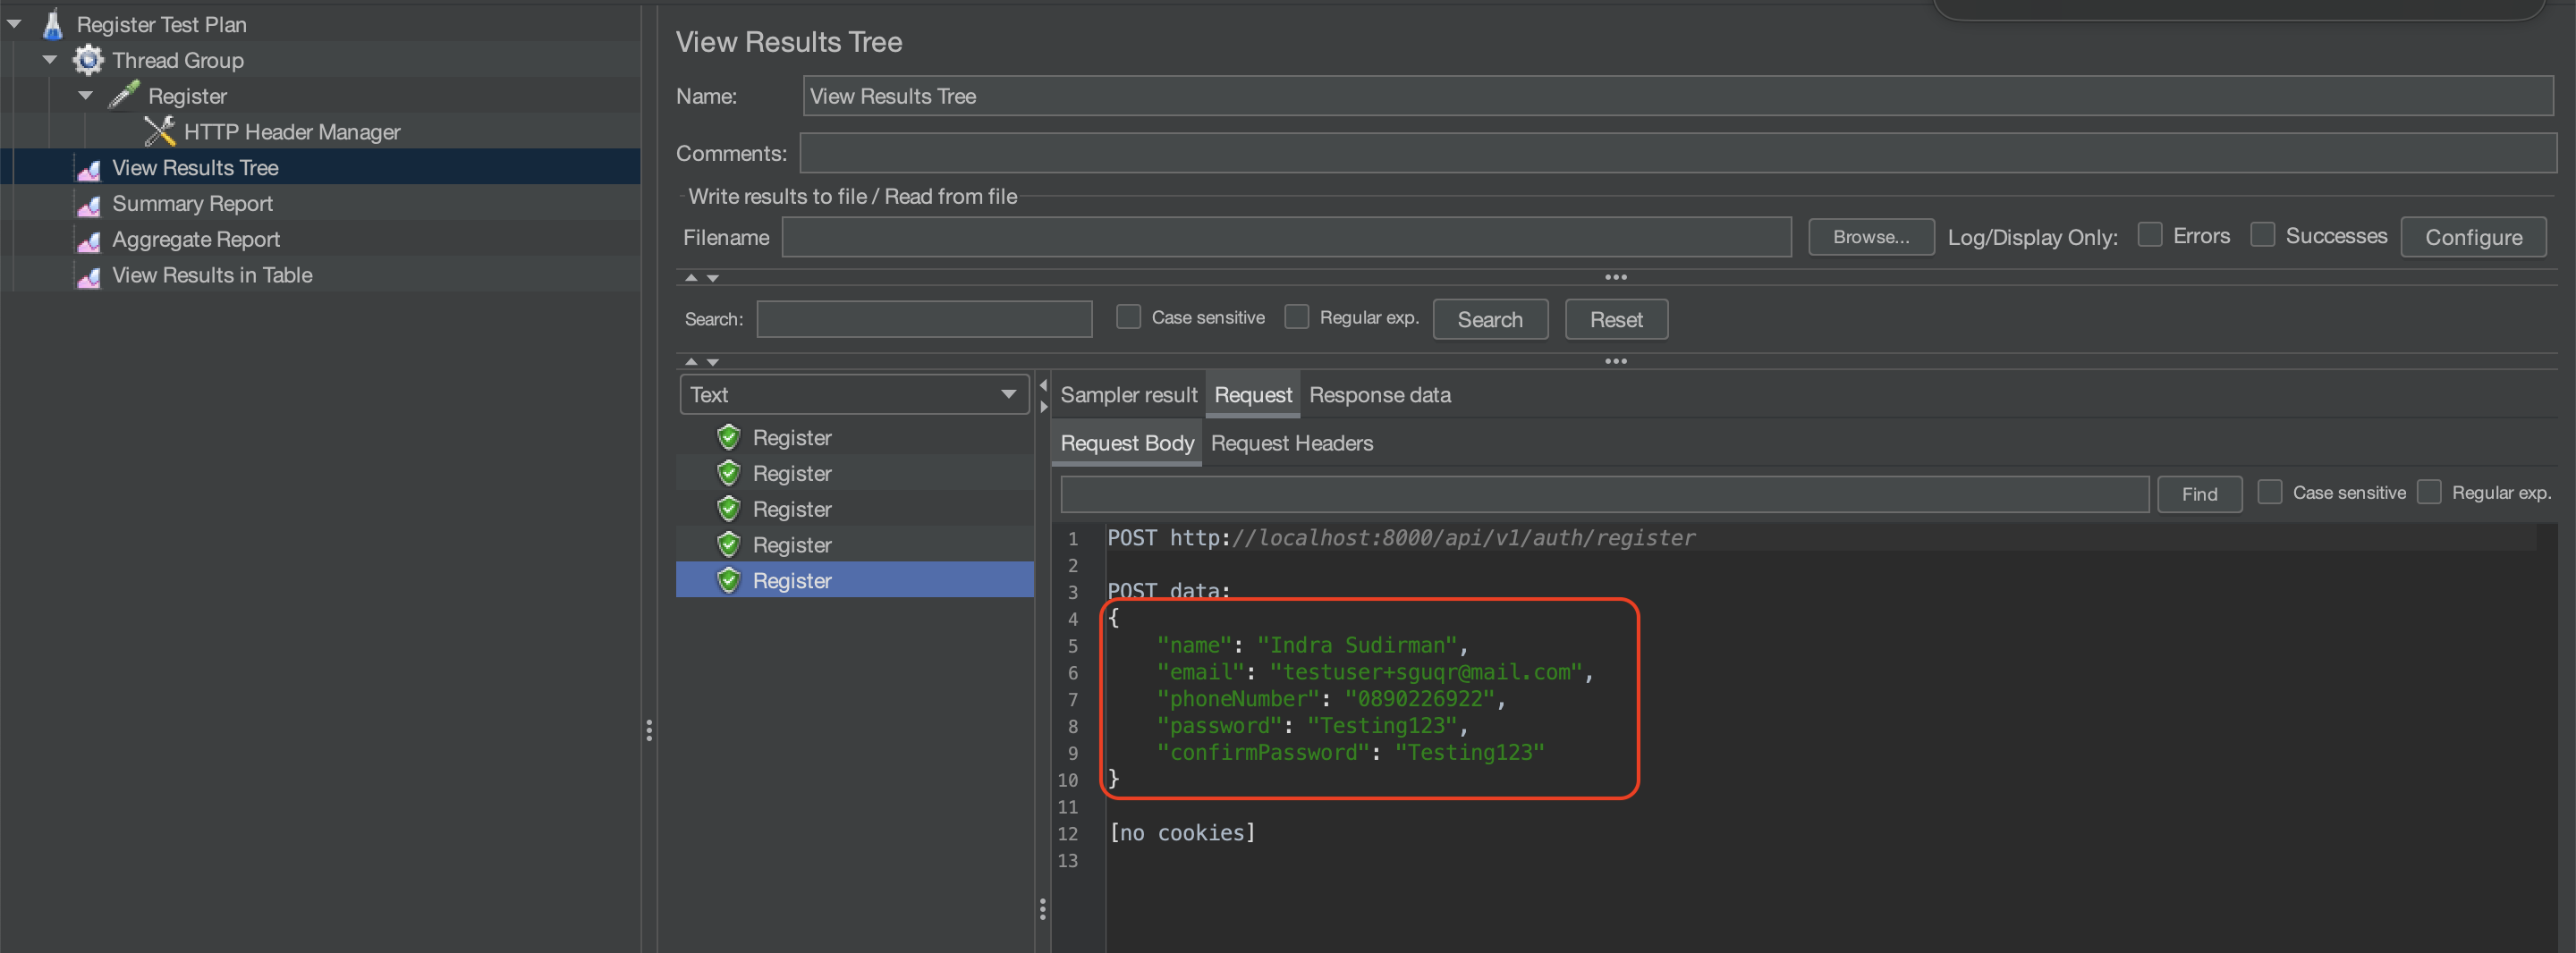 Register Test Plan
Thread Group
Register
HTTP Header Manager
View Results Tree
Summary Report
Aggregate Report
View Results in Table
View Results Tree
Name: View Results Tree
Comments:
Write results to file / Read from file
Filename Browse... Log/Display Only: Errors Successes Configure
Search: Case sensitive Regular exp. Search Reset
Text
Register
Register
Register
Register
Register
Sampler result Request Response data
Request Body Request Headers
Find Case sensitive Regular exp.
1 POST http://localhost:8000/api/v1/auth/register
2
3 POST data:
4 {
5 "name": "Indra Sudirman",
6 "email": "testuser+sguqr@mail.com",
7 "phoneNumber": "0890226922",
8 "password": "Testing123",
9 "confirmPassword": "Testing123"
10 }
11
12 [no cookies]
13